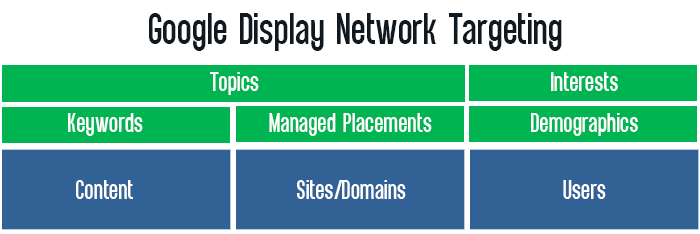 Google Display Network Targeting
Topics Interests
Keywords Managed Placements Demographics
Content Sites/Domains Users